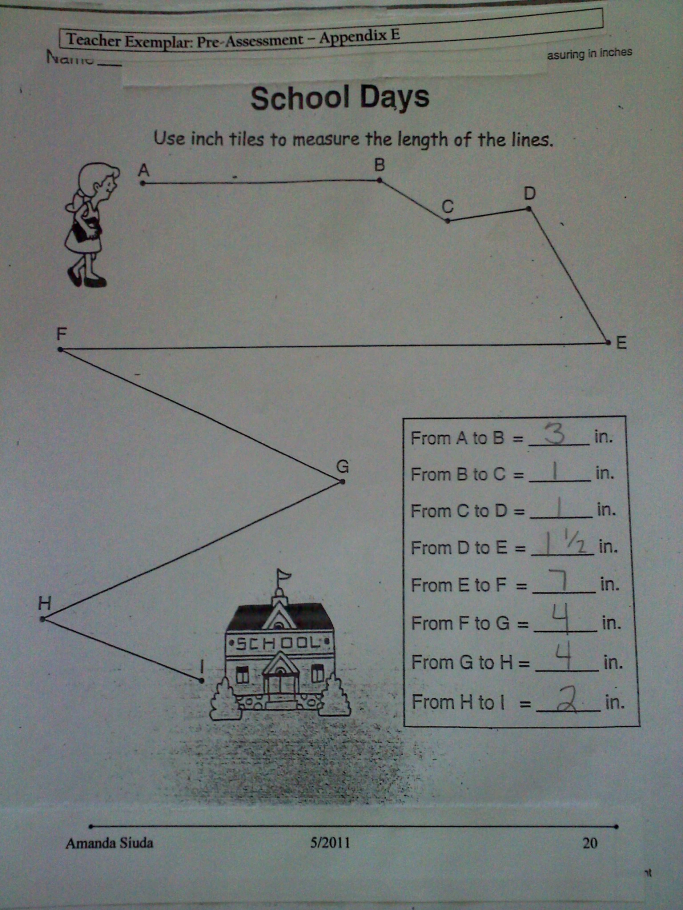 Teacher Exemplar: Pre-Assessment – Appendix E
Name
asuring in inches
School Days
Use inch tiles to measure the length of the lines.
A
B
C
D
E
F
G
H
I
SCHOOL
From A to B = 3 in.
From B to C = 1 in.
From C to D = 1 in.
From D to E = 1 ½ in.
From E to F = 7 in.
From F to G = 4 in.
From G to H = 4 in.
From H to I = 2 in.
Amanda Siuda 5/2011 20